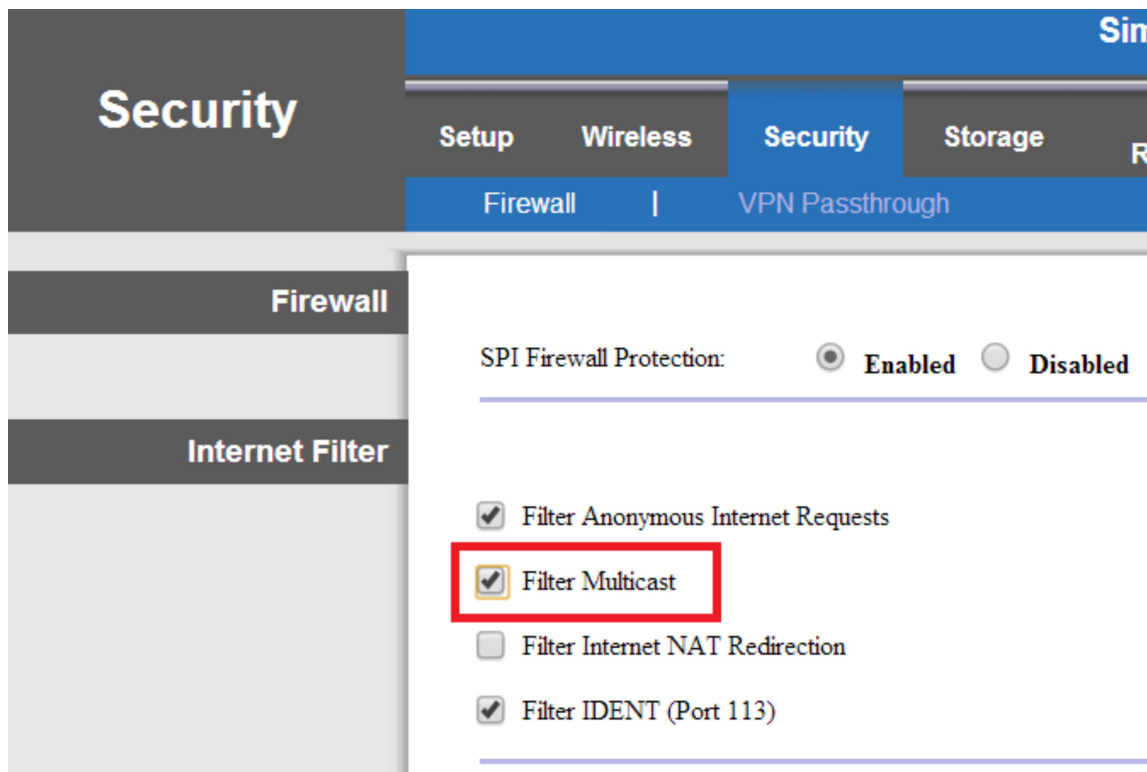 Security
Setup Wireless Security Storage
Firewall | VPN Passthrough
Firewall
SPI Firewall Protection: Enabled Disabled
Internet Filter
Filter Anonymous Internet Requests
Filter Multicast
Filter Internet NAT Redirection
Filter IDENT (Port 113)